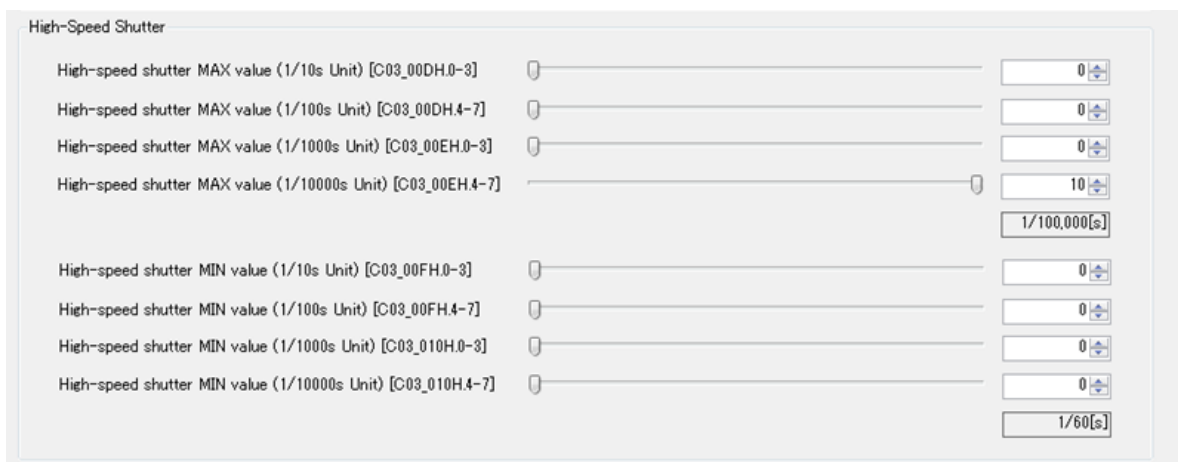 High-Speed Shutter
High-speed shutter MAX value (1/10s Unit) [C03_00DH.0-3] 0
High-speed shutter MAX value (1/100s Unit) [C03_00DH.4-7] 0
High-speed shutter MAX value (1/1000s Unit) [C03_00EH.0-3] 0
High-speed shutter MAX value (1/10000s Unit) [C03_00EH.4-7] 10
1/100,000[s]
High-speed shutter MIN value (1/10s Unit) [C03_00FH.0-3] 0
High-speed shutter MIN value (1/100s Unit) [C03_00FH.4-7] 0
High-speed shutter MIN value (1/1000s Unit) [C03_010H.0-3] 0
High-speed shutter MIN value (1/10000s Unit) [C03_010H.4-7] 0
1/60[s]